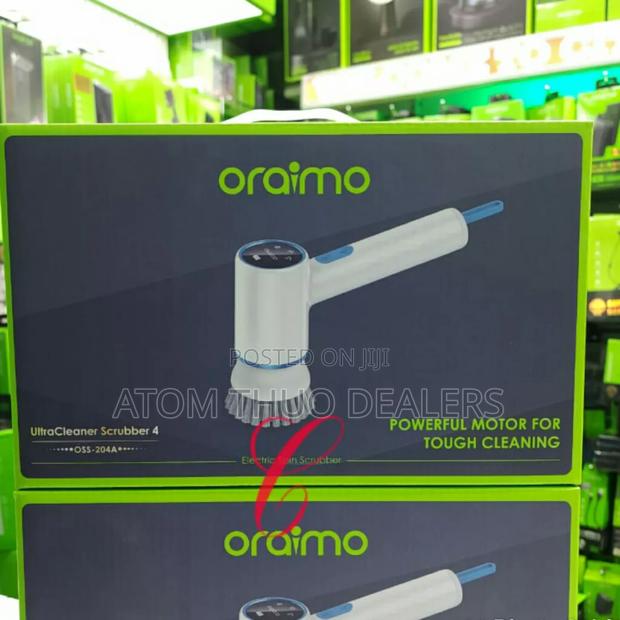 oraimo
POSTED ON JIJI
ATOM DEALERS
UltraCleaner Scrubber 4
OSS-204A
POWERFUL MOTOR FOR
TOUGH CLEANING
Electric Spin Scrubber
oraimo